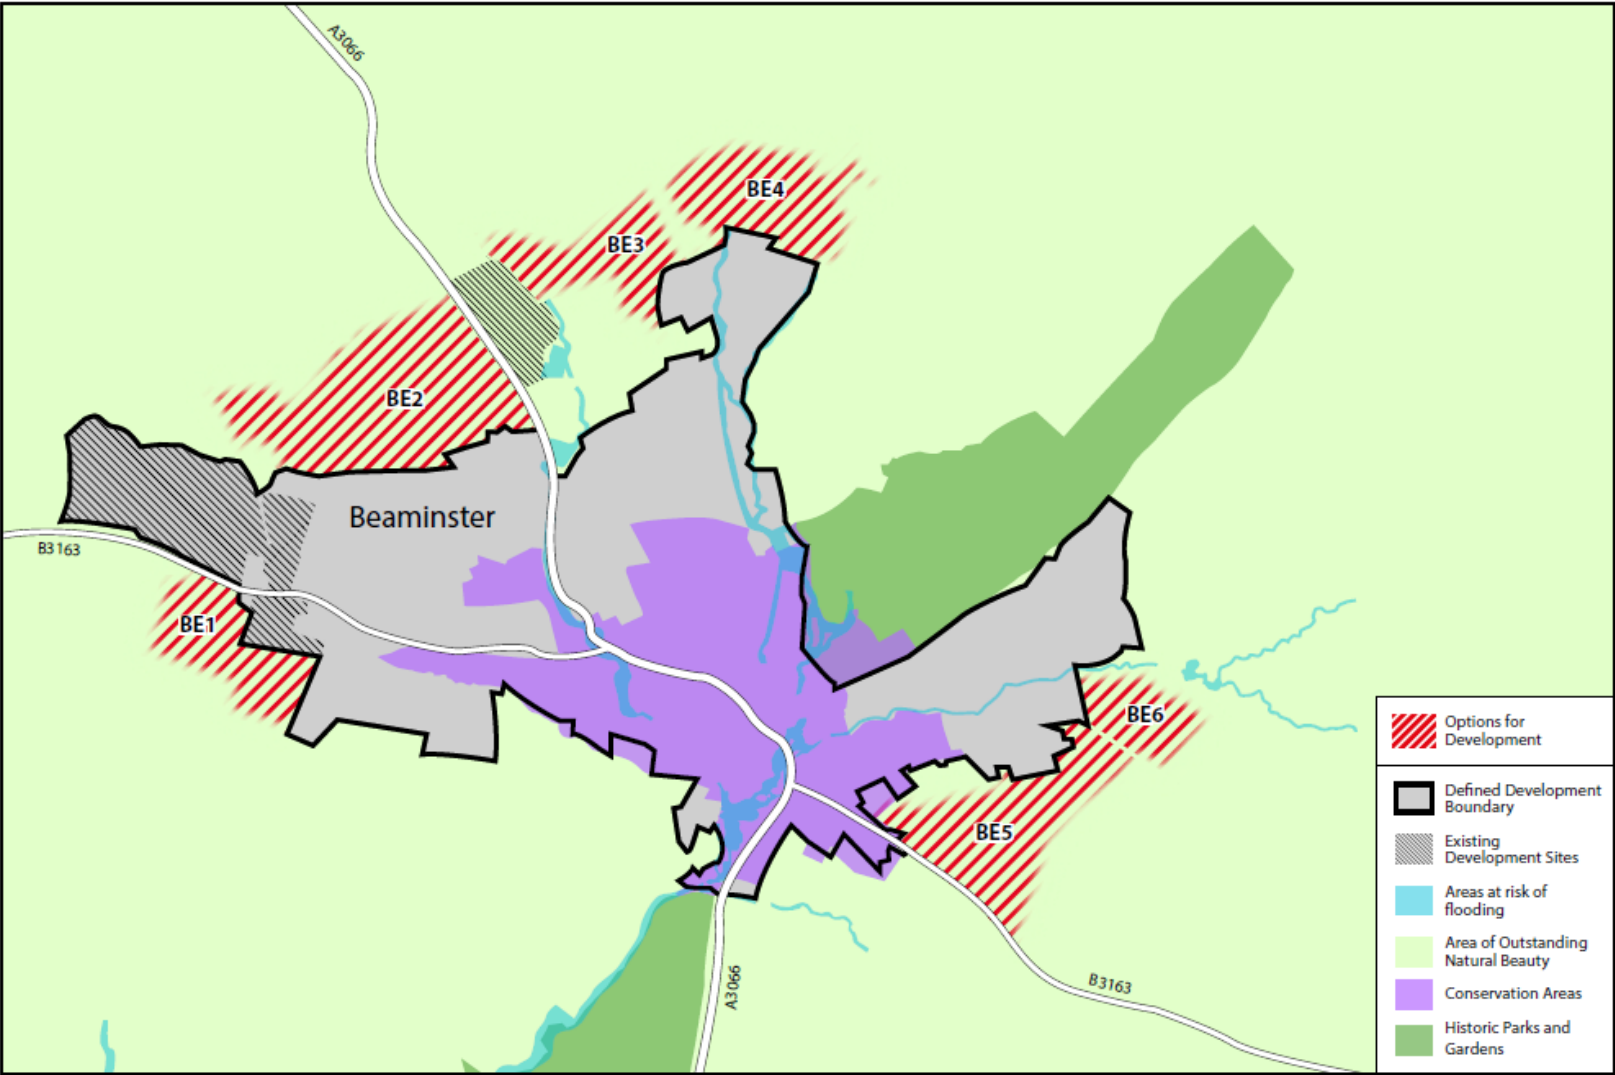 A3066
BE4
BE3
BE2
Beaminster
B3163
BE1
BE6
BE5
A3066
B3163
Options for
Development
Defined Development
Boundary
Existing
Development Sites
Areas at risk of
flooding
Area of Outstanding
Natural Beauty
Conservation Areas
Historic Parks and
Gardens